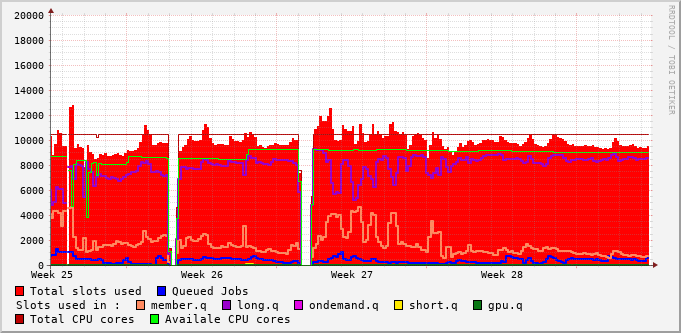 20000
18000
16000
14000
12000
10000
8000
6000
4000
2000
0
Week 25 Week 26 Week 27 Week 28
Total slots used Queued Jobs
Slots used in : member.q long.q ondemand.q short.q gpu.q
Total CPU cores Availale CPU cores
RRDTOOL / TOBI OETIKER